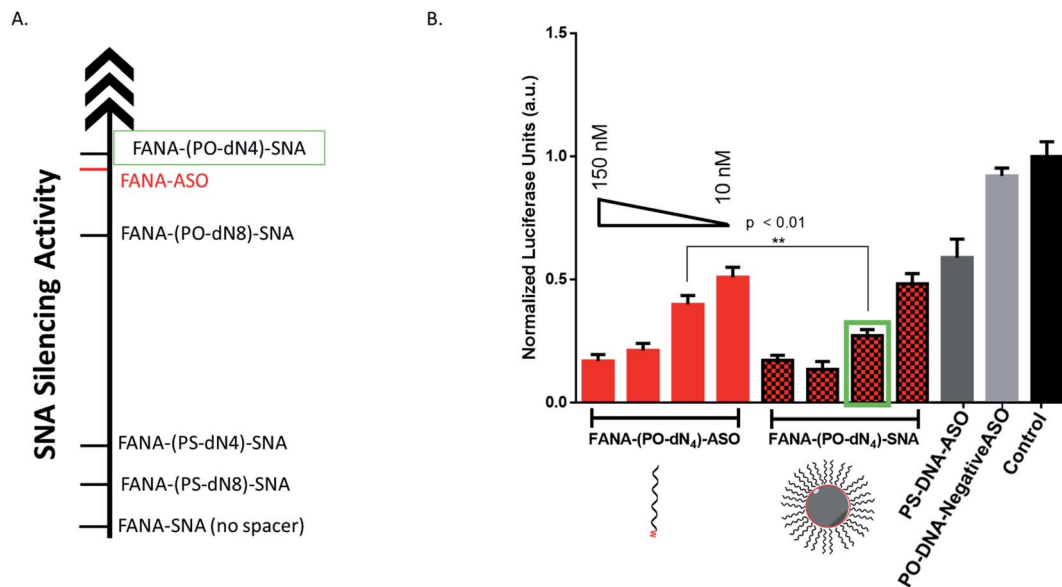 A.
SNA Silencing Activity
FANA-(PO-dN4)-SNA
FANA-ASO
FANA-(PO-dN8)-SNA
FANA-(PS-dN4)-SNA
FANA-(PS-dN8)-SNA
FANA-SNA (no spacer)
B.
Normalized Luciferase Units (a.u.)
1.5
1.0
0.5
0.0
150 nM
10 nM
p < 0.01
**
FANA-(PO-dN₄)-ASO
FANA-(PO-dN₄)-SNA
PS-DNA-ASO
PO-DNA-NegativeASO
Control